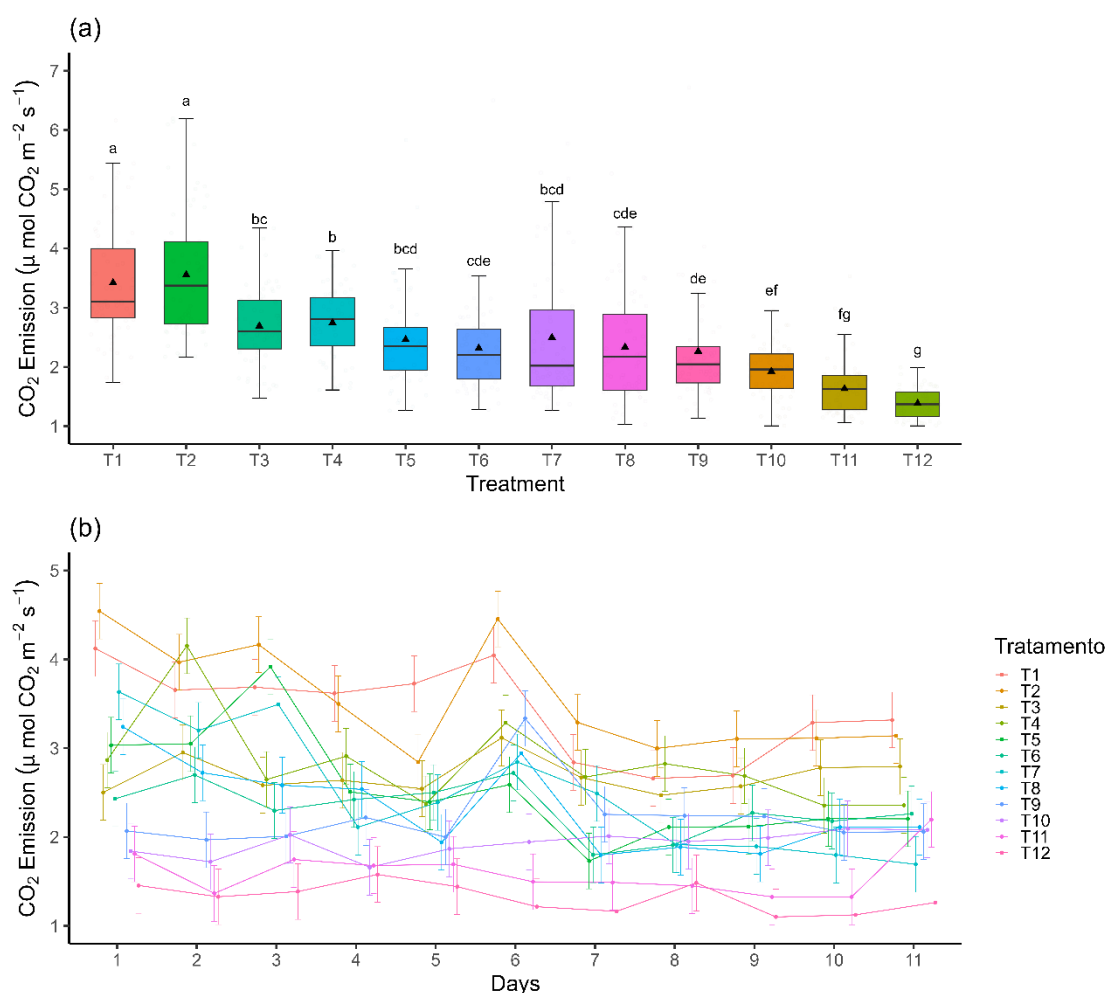 (a)
CO₂ Emission (μ mol CO₂ m⁻² s⁻¹)
7
6
5
4
3
2
1
a
a
bc
b
bcd
cde
bcd
cde
de
ef
fg
g
T1 T2 T3 T4 T5 T6 T7 T8 T9 T10 T11 T12
Treatment
(b)
CO₂ Emission (μ mol CO₂ m⁻² s⁻¹)
5
4
3
2
1
1 2 3 4 5 6 7 8 9 10 11
Days
Tratamento
T1
T2
T3
T4
T5
T6
T7
T8
T9
T10
T11
T12